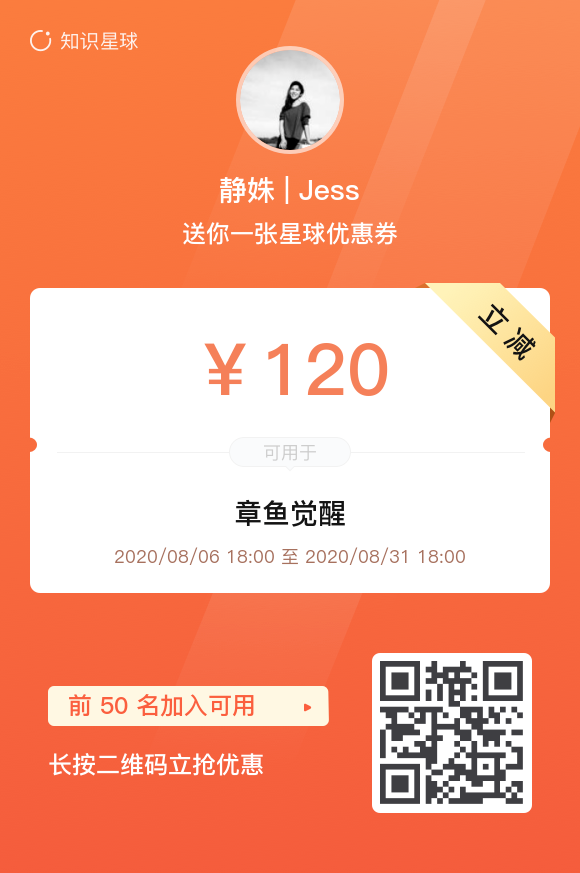 知识星球
静姝 | Jess
送你一张星球优惠券
立减
¥ 120
可用于
章鱼觉醒
2020/08/06 18:00 至 2020/08/31 18:00
前 50 名加入可用
长按二维码立抢优惠